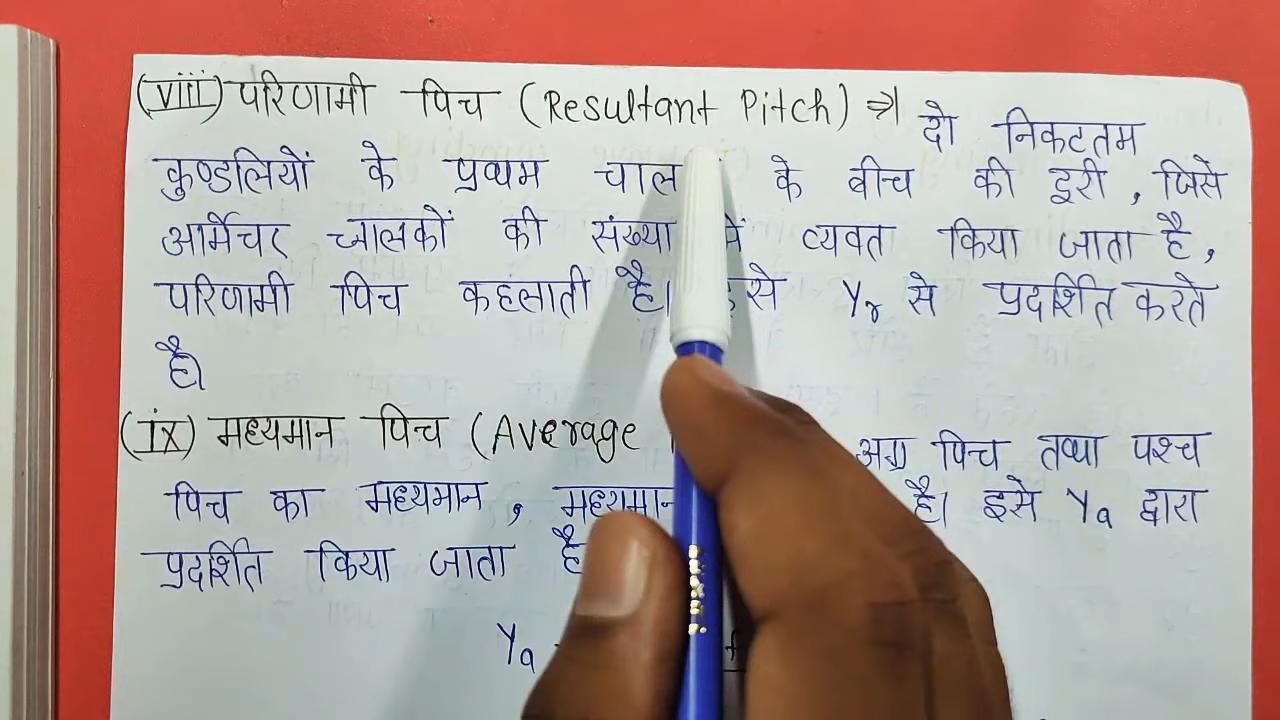 (viii) परिणामी पिच (Resultant Pitch) ⇒ दो निकटतम
कुण्डलियों के प्रथम के बीच की दूरी , जिसे
आर्मेचर चालकों की संख्या में व्यक्त किया जाता है ,
परिणामी पिच कहलाती है। इसे Yr से प्रदर्शित करते
है।
(ix) मध्यमान पिच (Average अग्र पिच तथा पश्च
पिच का मध्यमान , मध्यमान है। इसे Ya द्वारा
प्रदर्शित किया जाता है
Ya